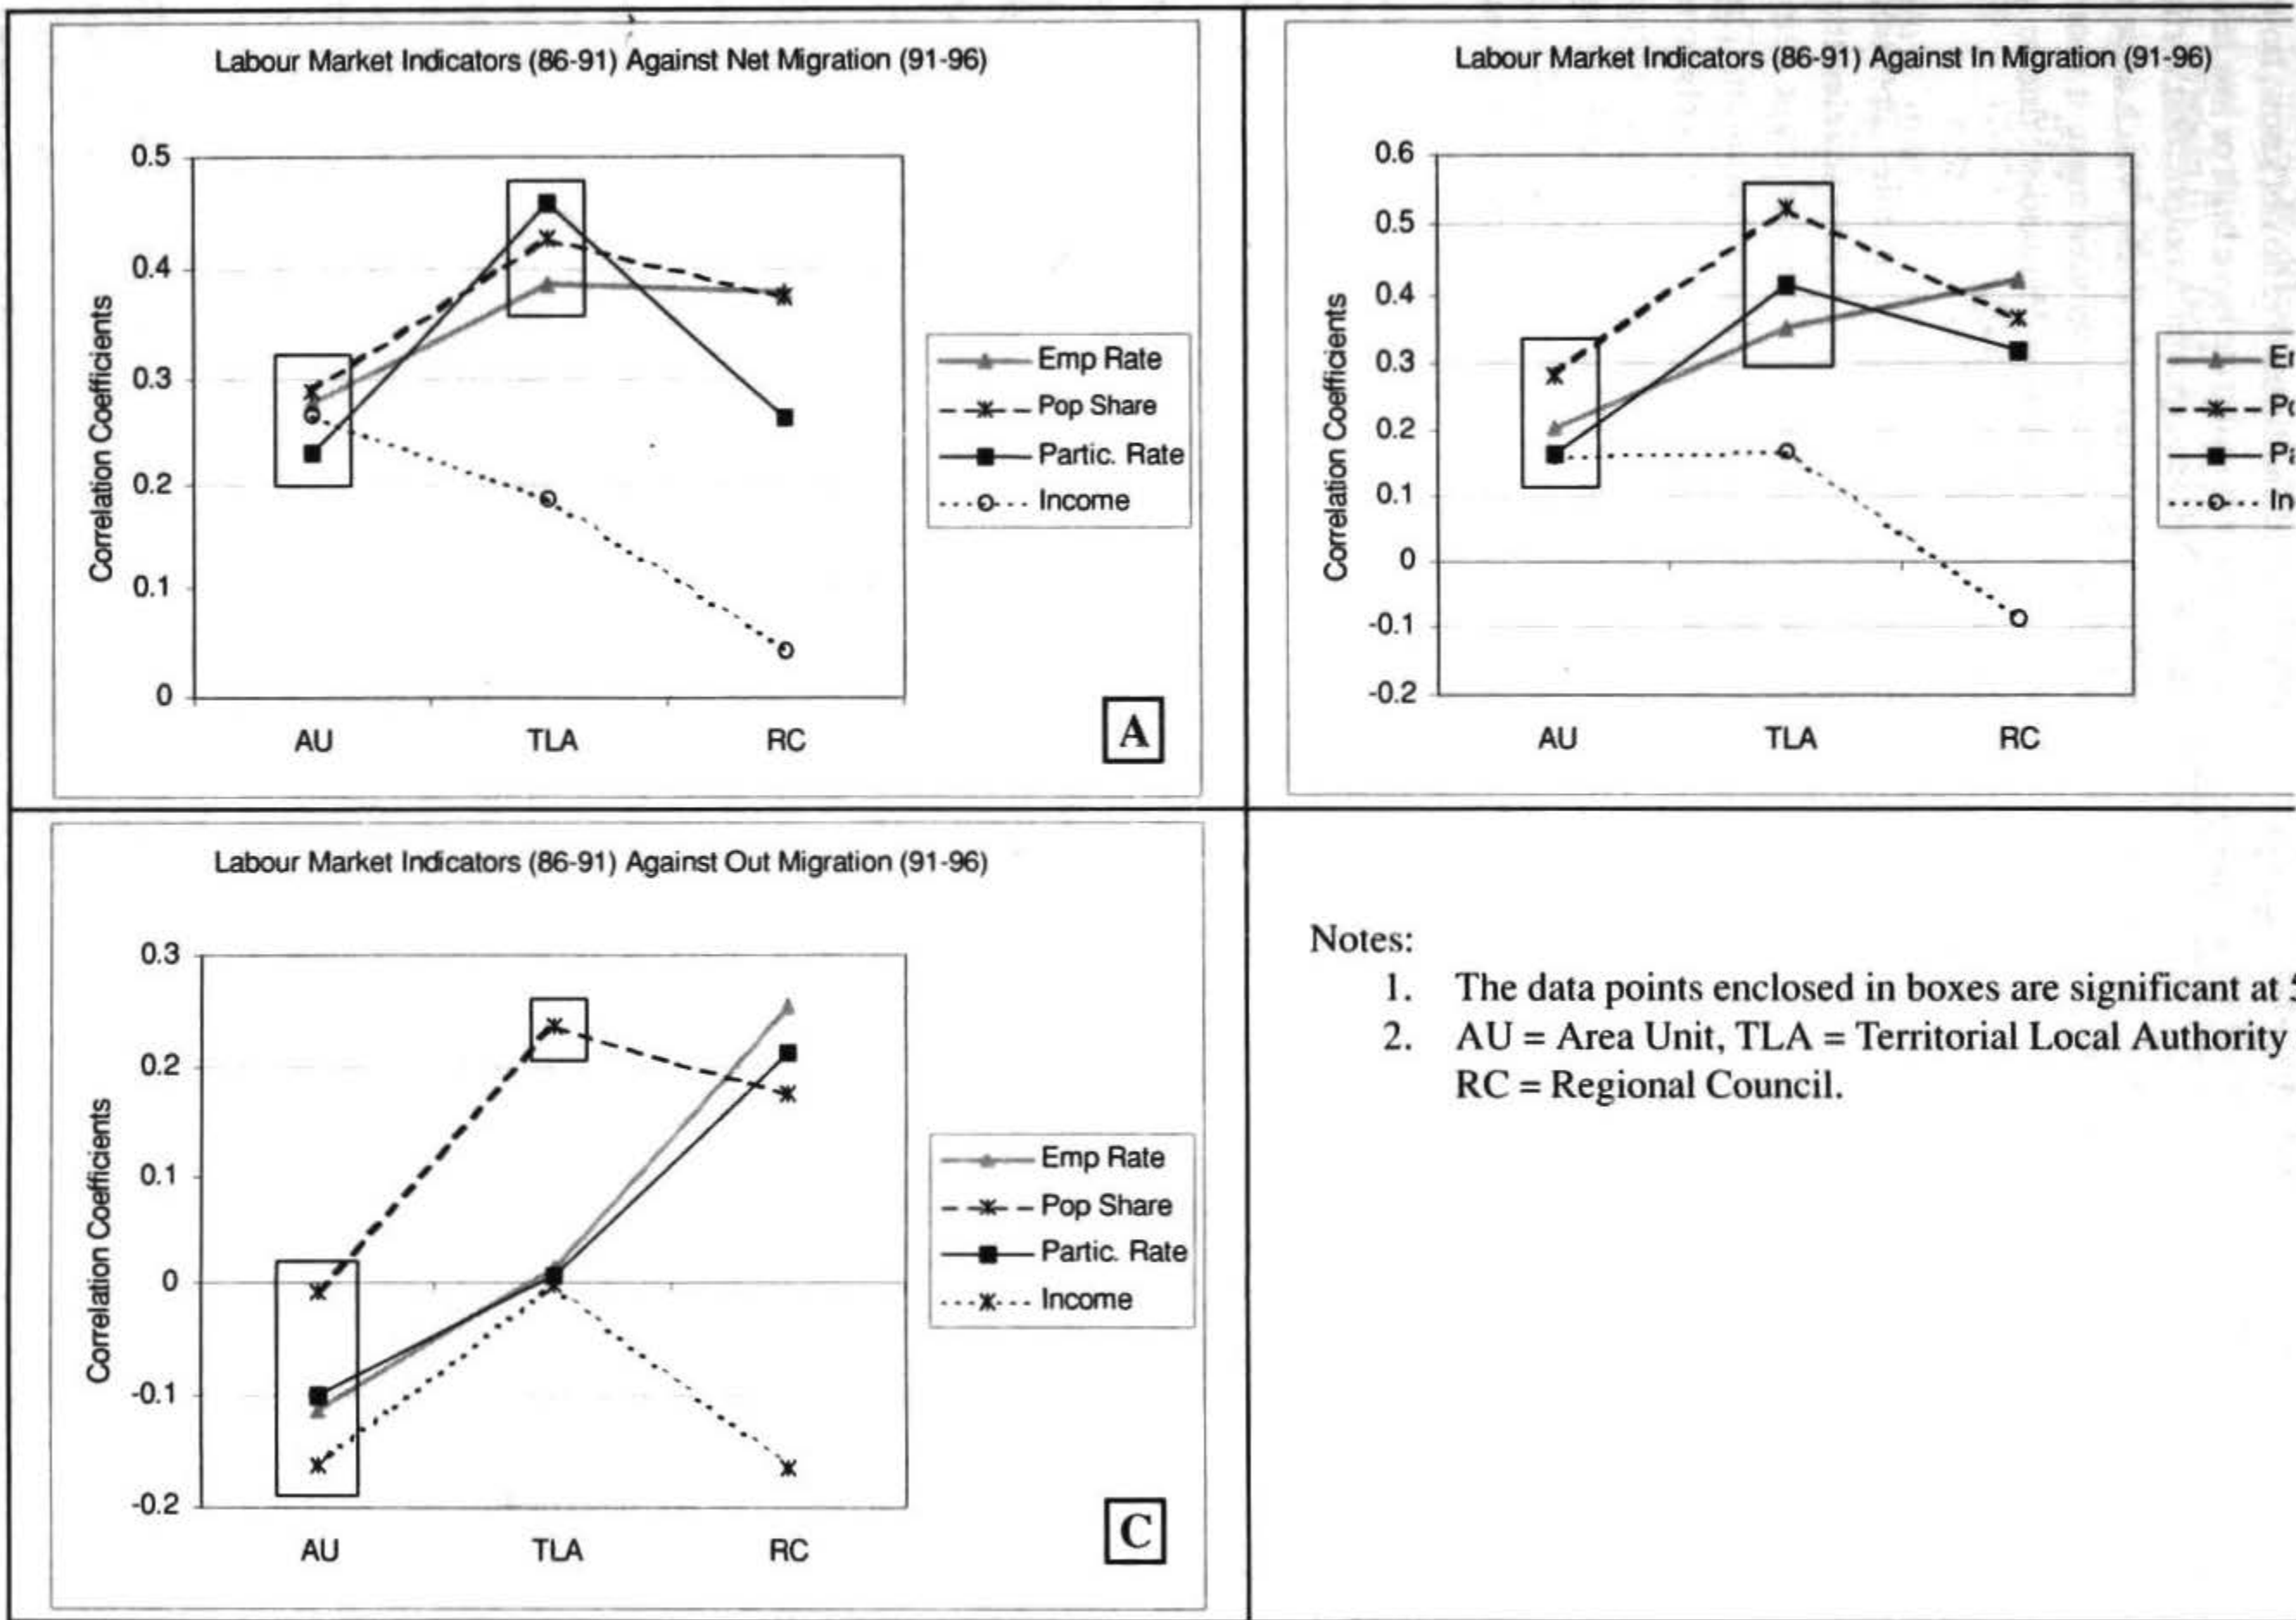 Labour Market Indicators (86-91) Against Net Migration (91-96)
Correlation Coefficients
0.5
0.4
0.3
0.2
0.1
0
AU TLA RC
Emp Rate
Pop Share
Partic. Rate
Income
A
Labour Market Indicators (86-91) Against In Migration (91-96)
Correlation Coefficients
0.6
0.5
0.4
0.3
0.2
0.1
0
-0.1
-0.2
AU TLA RC
Labour Market Indicators (86-91) Against Out Migration (91-96)
Correlation Coefficients
0.3
0.2
0.1
0
-0.1
-0.2
AU TLA RC
Emp Rate
Pop Share
Partic. Rate
Income
C
Notes:
1. The data points enclosed in boxes are significant at
2. AU = Area Unit, TLA = Territorial Local Authority
RC = Regional Council.